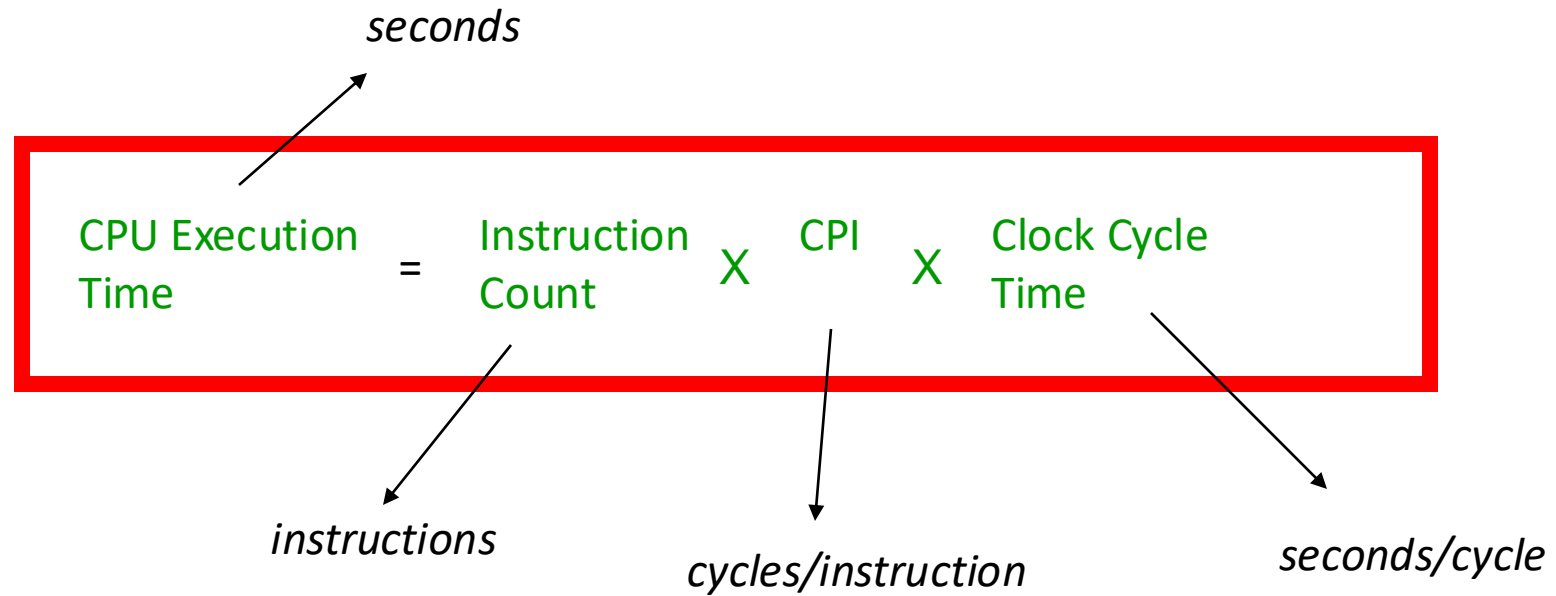 seconds
CPU Execution Time = Instruction Count X CPI X Clock Cycle Time
instructions
cycles/instruction
seconds/cycle